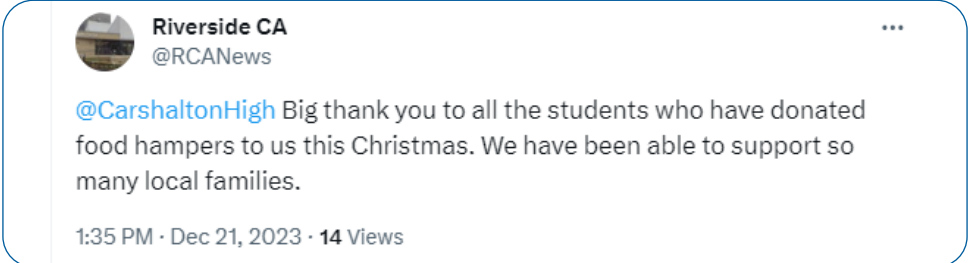 Riverside CA
@RCANews
@CarshaltonHigh Big thank you to all the students who have donated
food hampers to us this Christmas. We have been able to support so
many local families.
1:35 PM · Dec 21, 2023 · 14 Views